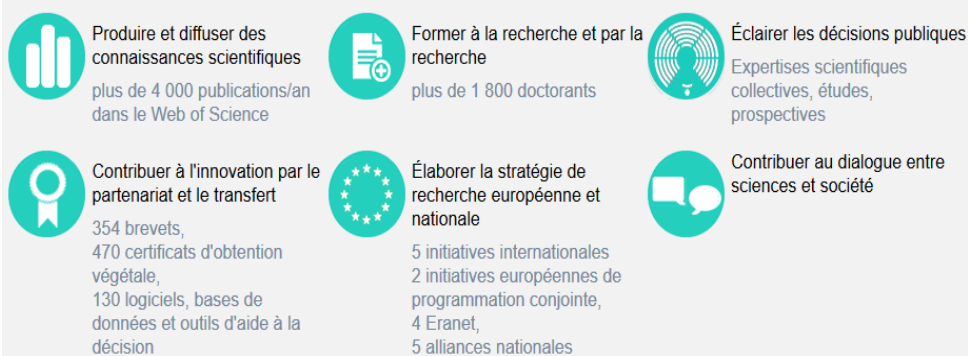 Produire et diffuser des
connaissances scientifiques
plus de 4 000 publications/an
dans le Web of Science
Former à la recherche et par la
recherche
plus de 1 800 doctorants
Éclairer les décisions publiques
Expertises scientifiques
collectives, études,
prospectives
Contribuer à l'innovation par le
partenariat et le transfert
354 brevets,
470 certificats d'obtention
végétale,
130 logiciels, bases de
données et outils d'aide à la
décision
Élaborer la stratégie de
recherche européenne et
nationale
5 initiatives internationales
2 initiatives européennes de
programmation conjointe,
4 Eranet,
5 alliances nationales
Contribuer au dialogue entre
sciences et société